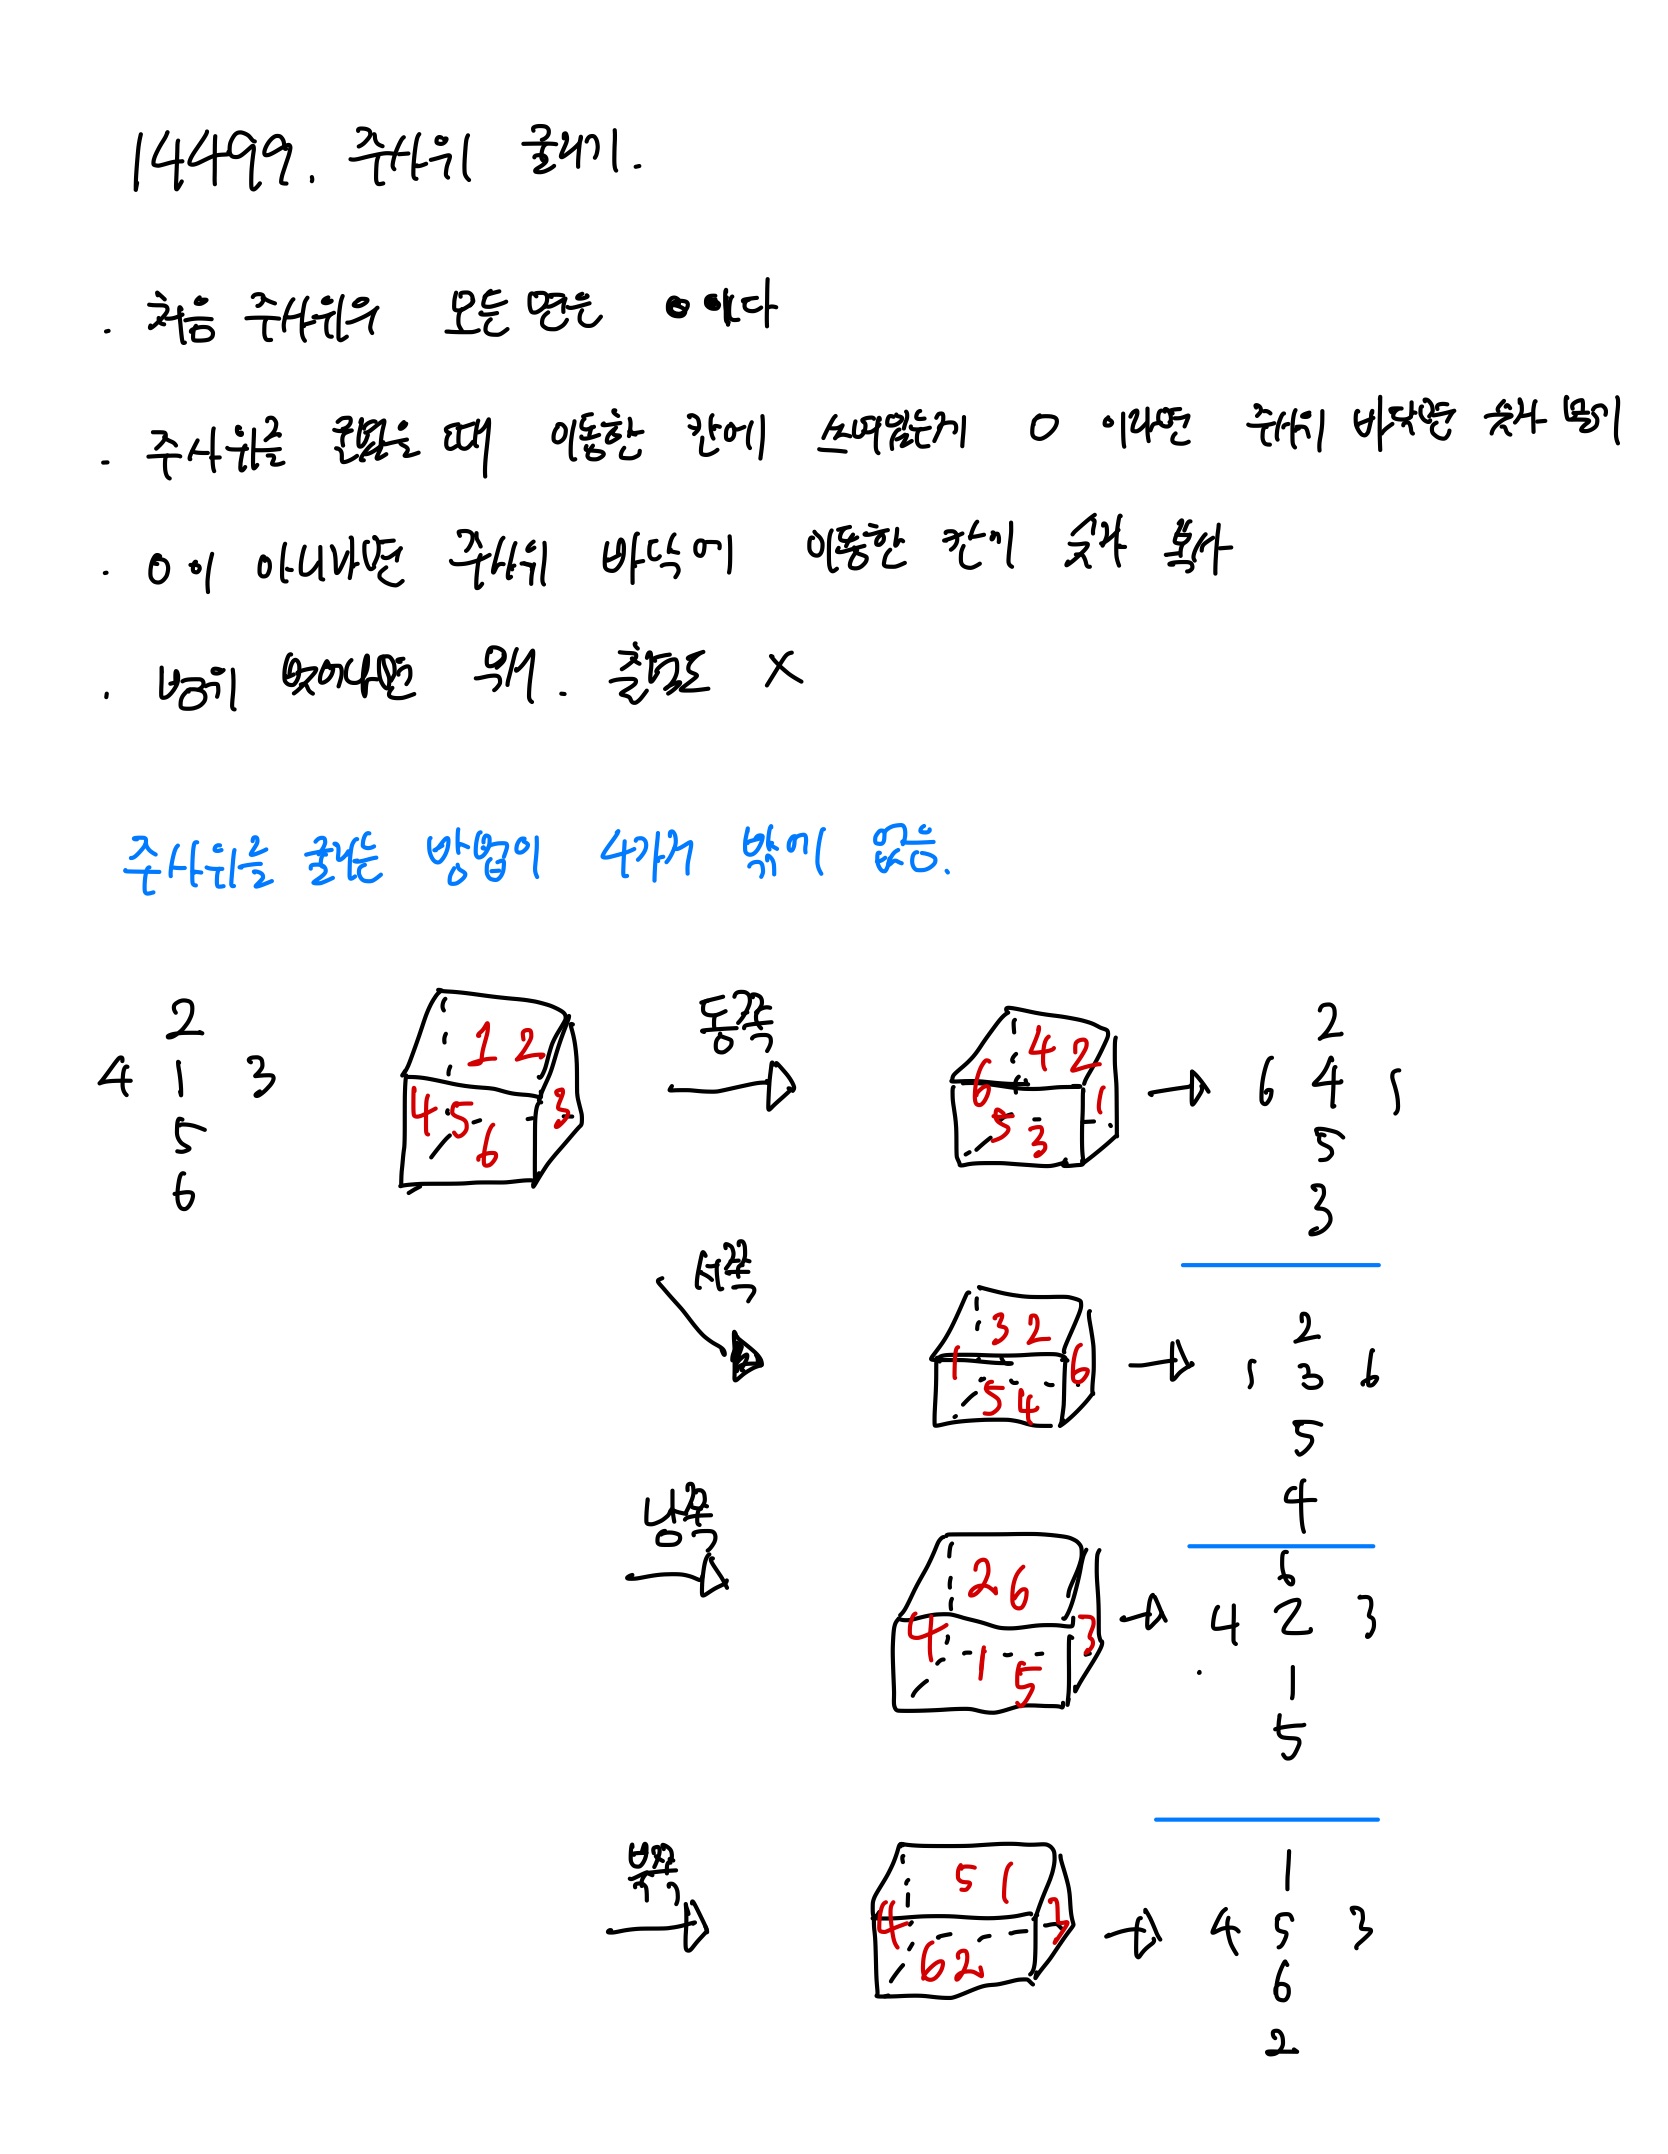 14499. 주사위 굴리기.
. 처음 주사위의 모든 면은 0이다
. 주사위를 굴렸을 때 이동한 칸에 쓰여있는게 0 이라면 주사위 바닥면 숫자
. 0이 아니라면 주사위 바닥에 이동한 칸에 숫자 복사
. 범위 벗어나면 무시. 출력도 X
주사위를 굴리는 방법이 4가지 밖에 없음.
2
4 1 3
5
6
1 2
4 5 3
6
동쪽
4 2
6 1
5 3
2
6 4 1
5
3
서쪽
3 2
1 6
5 4
2
1 3 6
5
4
남쪽
2 6
4 3
1 5
6
4 2 3
1
5
북쪽
5 1
4 3
6 2
1
4 5 3
6
2